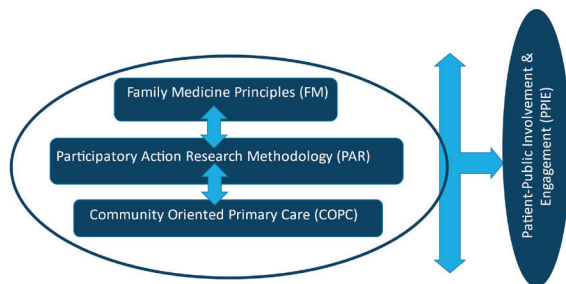 Family Medicine Principles (FM)
Participatory Action Research Methodology (PAR)
Community Oriented Primary Care (COPC)
Patient-Public Involvement &
Engagement (PPIE)